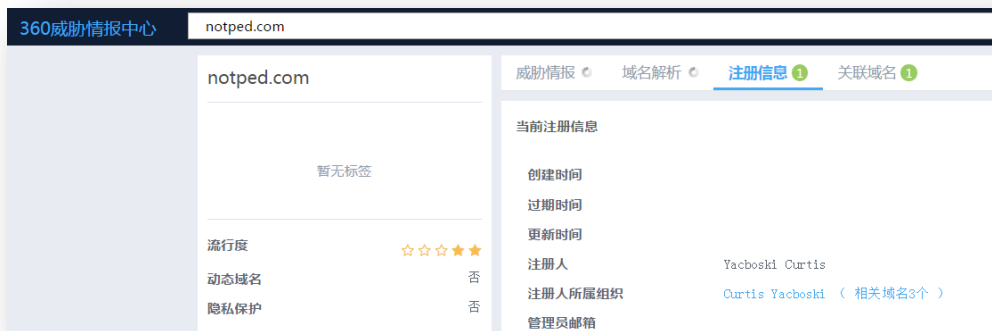 360威胁情报中心 notped.com
notped.com
威胁情报 域名解析 注册信息 1 关联域名 1
当前注册信息
暂无标签
创建时间
过期时间
更新时间
流行度
注册人 Yacboski Curtis
动态域名 否
注册人所属组织 Curtis Yacboski （ 相关域名3个 ）
隐私保护 否
管理员邮箱